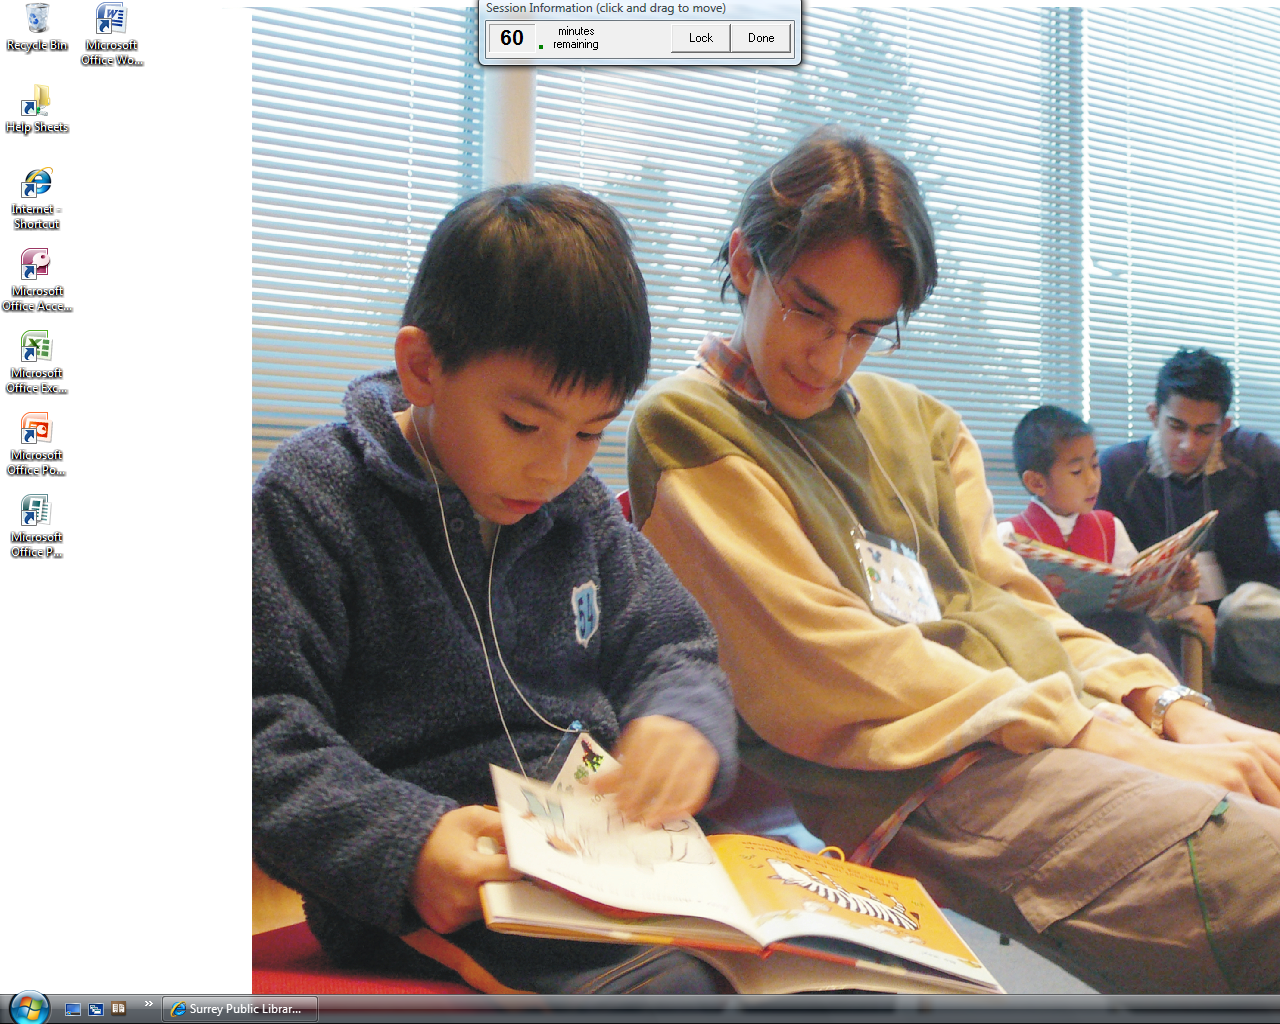 Session Information (click and drag to move)
60
minutes
remaining
Lock
Done
Recycle Bin
Microsoft
Office Wo...
Help Sheets
Internet -
Shortcut
Microsoft
Office Acce...
Microsoft
Office Exc...
Microsoft
Office Po...
Microsoft
Office P...
54
Surrey Public Librar...